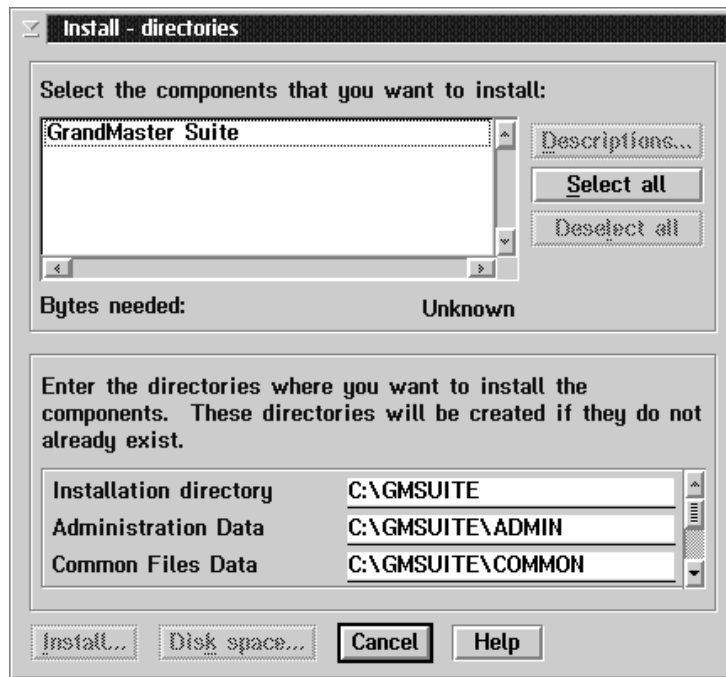 Install - directories
Select the components that you want to install:
GrandMaster Suite
Descriptions...
Select all
Deselect all
Bytes needed: Unknown
Enter the directories where you want to install the
components. These directories will be created if they do not
already exist.
Installation directory C:\GMSUITE
Administration Data C:\GMSUITE\ADMIN
Common Files Data C:\GMSUITE\COMMON
Install... Disk space... Cancel Help